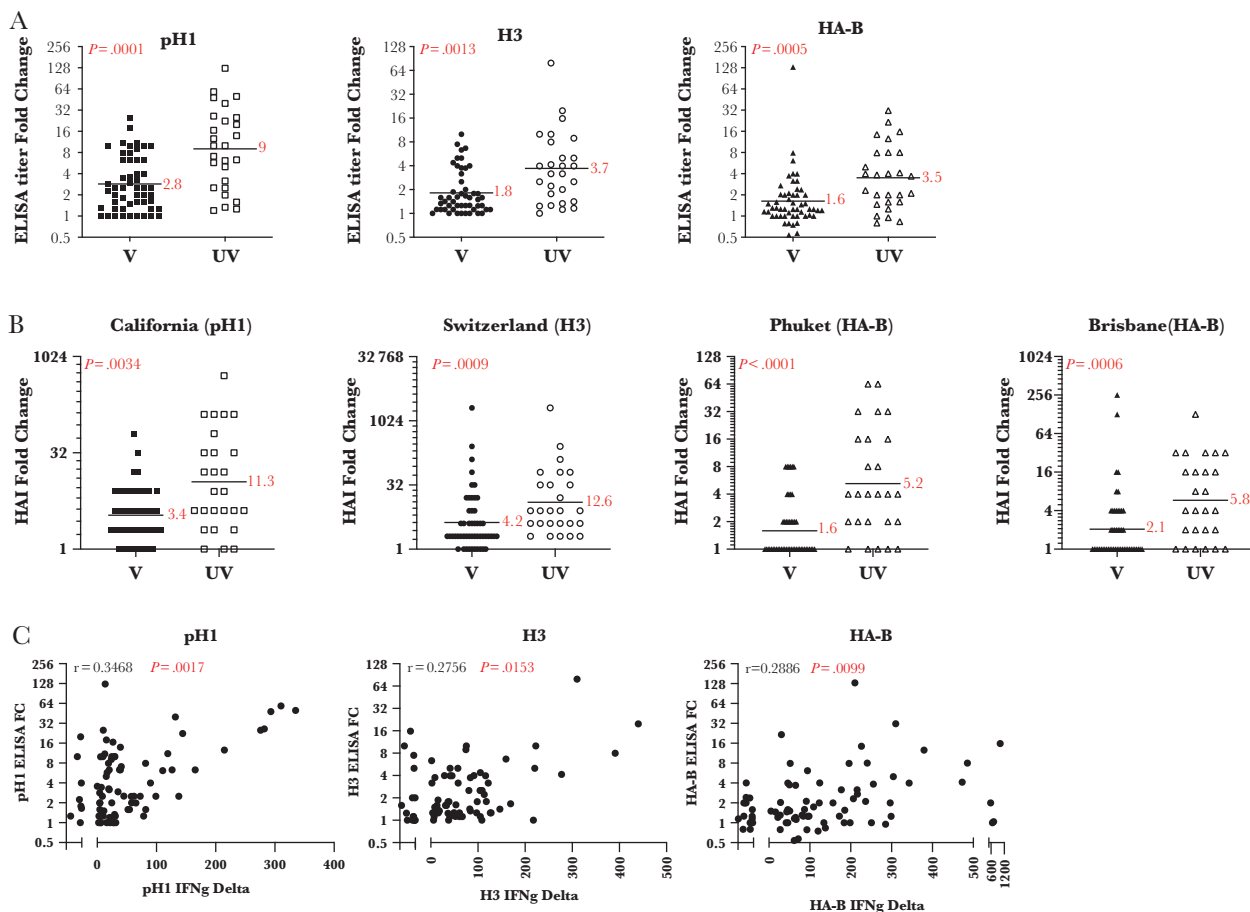 A
pH1
H3
HA-B
P=.0001
P=.0013
P=.0005
ELISA titer Fold Change
256
128
64
32
16
8
4
2
1
0.5
2.8
9
V
UV
ELISA titer Fold Change
128
64
32
16
8
4
2
1
0.5
1.8
3.7
V
UV
ELISA titer Fold Change
256
128
64
32
16
8
4
2
1
0.5
1.6
3.5
V
UV
B
California (pH1)
Switzerland (H3)
Phuket (HA-B)
Brisbane(HA-B)
P=.0034
P=.0009
P<.0001
P=.0006
HAI Fold Change
1024
32
1
3.4
11.3
V
UV
HAI Fold Change
32 768
1024
32
1
4.2
12.6
V
UV
HAI Fold Change
128
64
32
16
8
4
2
1
1.6
5.2
V
UV
HAI Fold Change
1024
256
64
16
4
1
2.1
5.8
V
UV
C
pH1
H3
HA-B
r=0.3468 P=.0017
r=0.2756 P=.0153
r=0.2886 P=.0099
pH1 ELISA FC
256
128
64
32
16
8
4
2
1
0.5
0
100
200
300
400
pH1 IFNg Delta
H3 ELISA FC
128
64
32
16
8
4
2
1
0.5
0
100
200
300
400
500
H3 IFNg Delta
HA-B ELISA FC
256
128
64
32
16
8
4
2
1
0.5
0
100
200
300
400
500
600
1200
HA-B IFNg Delta